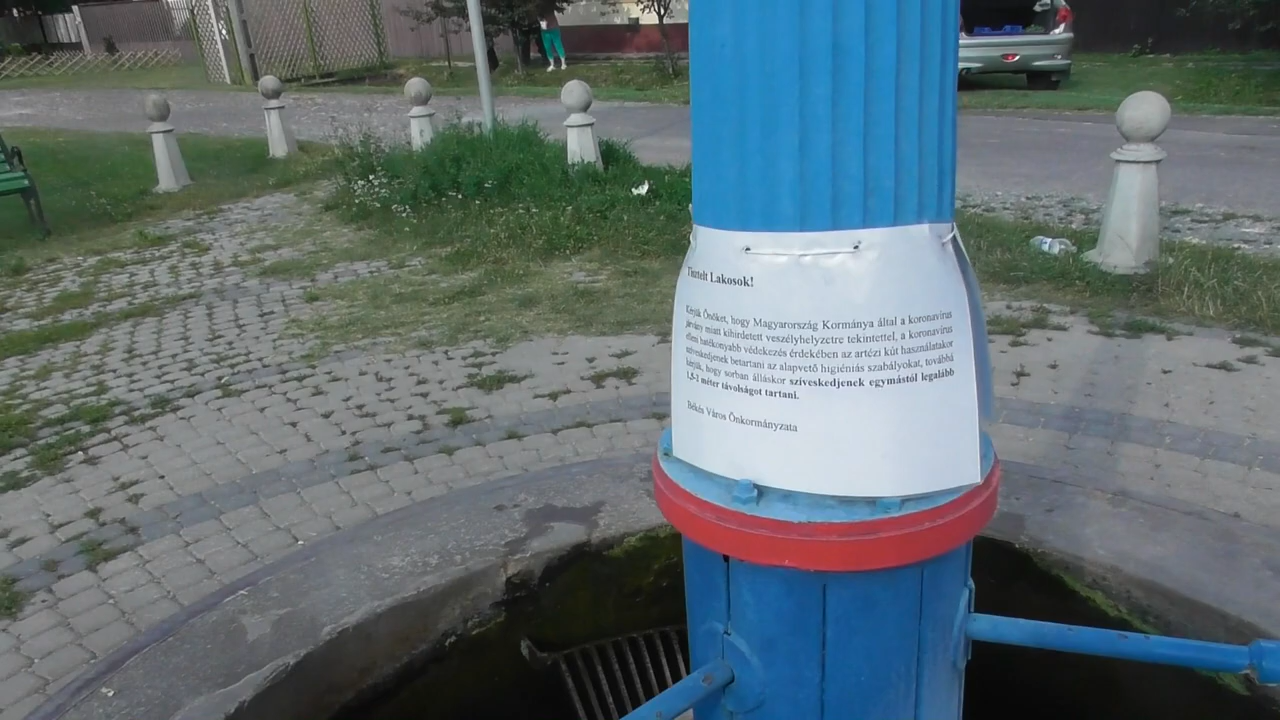 Tisztelt Lakosok!
Kérjük Önöket, hogy Magyarország Kormánya által a koronavírus
járvány miatt kihirdetett veszélyhelyzetre tekintettel, a koronavírus
elleni hatékonyabb védekezés érdekében az artézi kút használatakor
szíveskedjenek betartani az alapvető higiéniás szabályokat, továbbá
kérjük, hogy sorban álláskor szíveskedjenek egymástól legalább
1,5-2 méter távolságot tartani.
Békés Város Önkormányzata